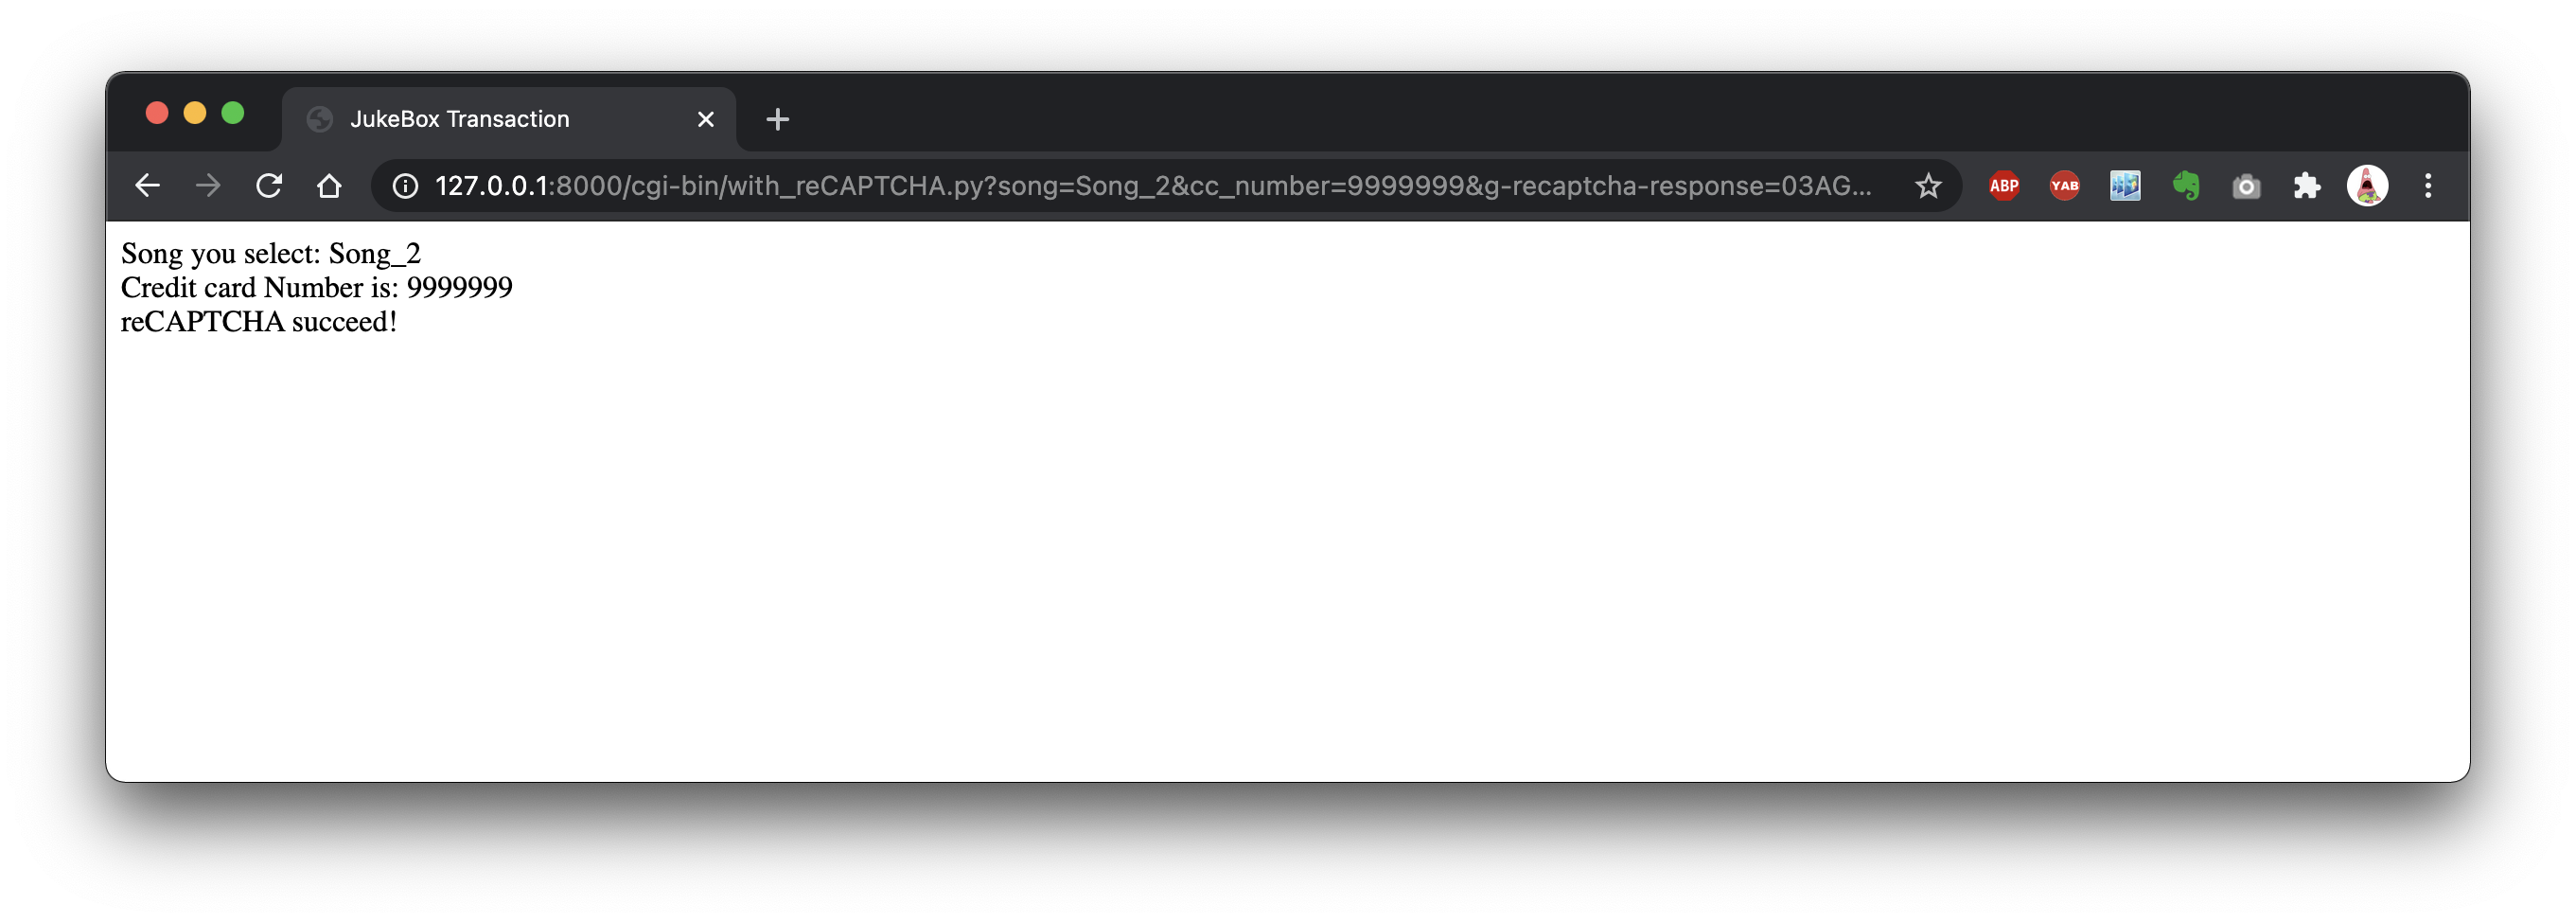 JukeBox Transaction
127.0.0.1:8000/cgi-bin/with_reCAPTCHA.py?song=Song_2&cc_number=9999999&g-recaptcha-response=03AG...
ABP
YAB
Song you select: Song_2
Credit card Number is: 9999999
reCAPTCHA succeed!